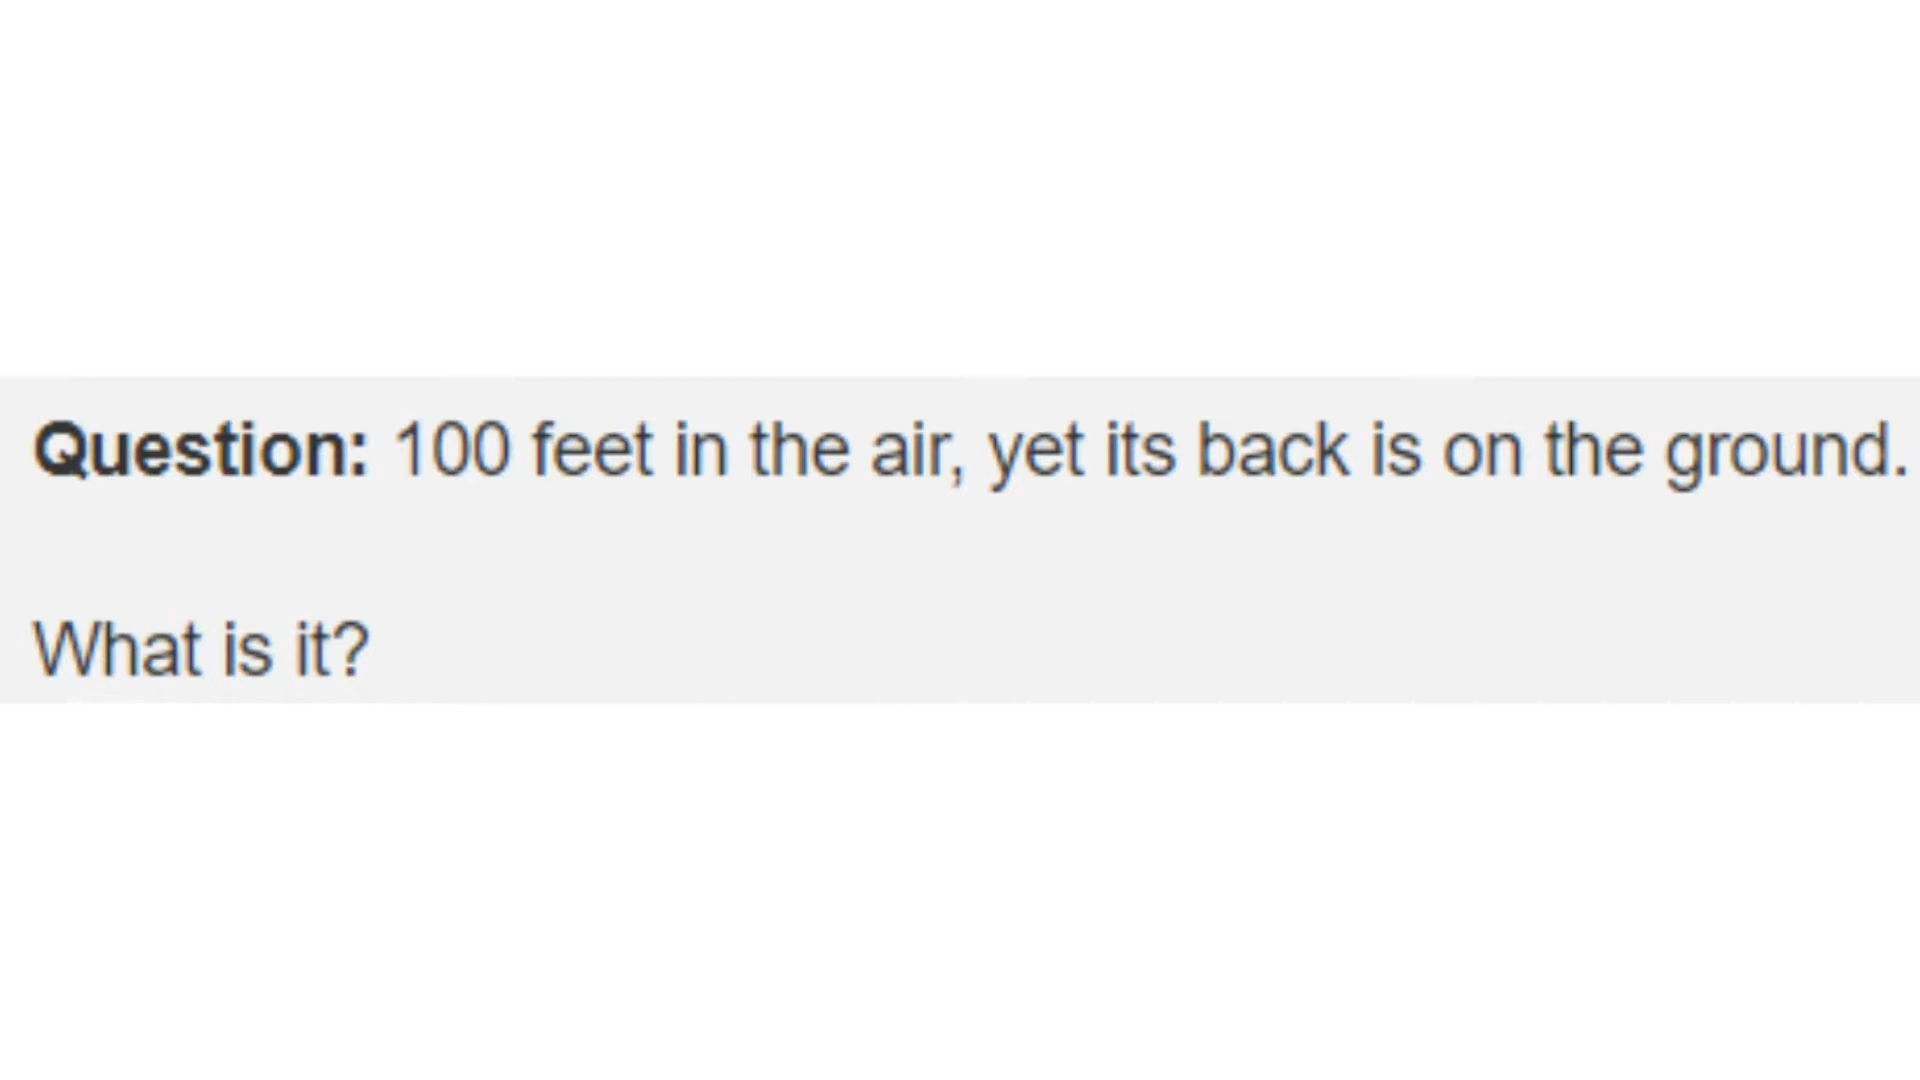 Question: 100 feet in the air, yet its back is on the ground.
What is it?